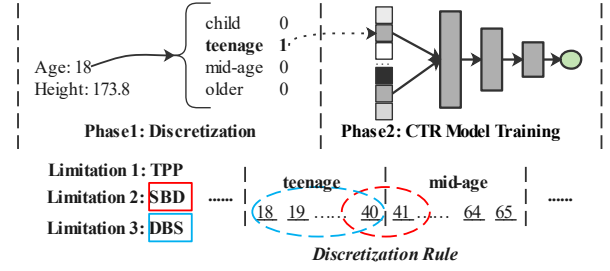 child 0
teenage 1
mid-age 0
older 0
Age: 18
Height: 173.8
......
Phase1: Discretization
Phase2: CTR Model Training
Limitation 1: TPP
Limitation 2: SBD
Limitation 3: DBS
......
teenage
mid-age
18 19 ...... 40 41 ...... 64 65
......
Discretization Rule